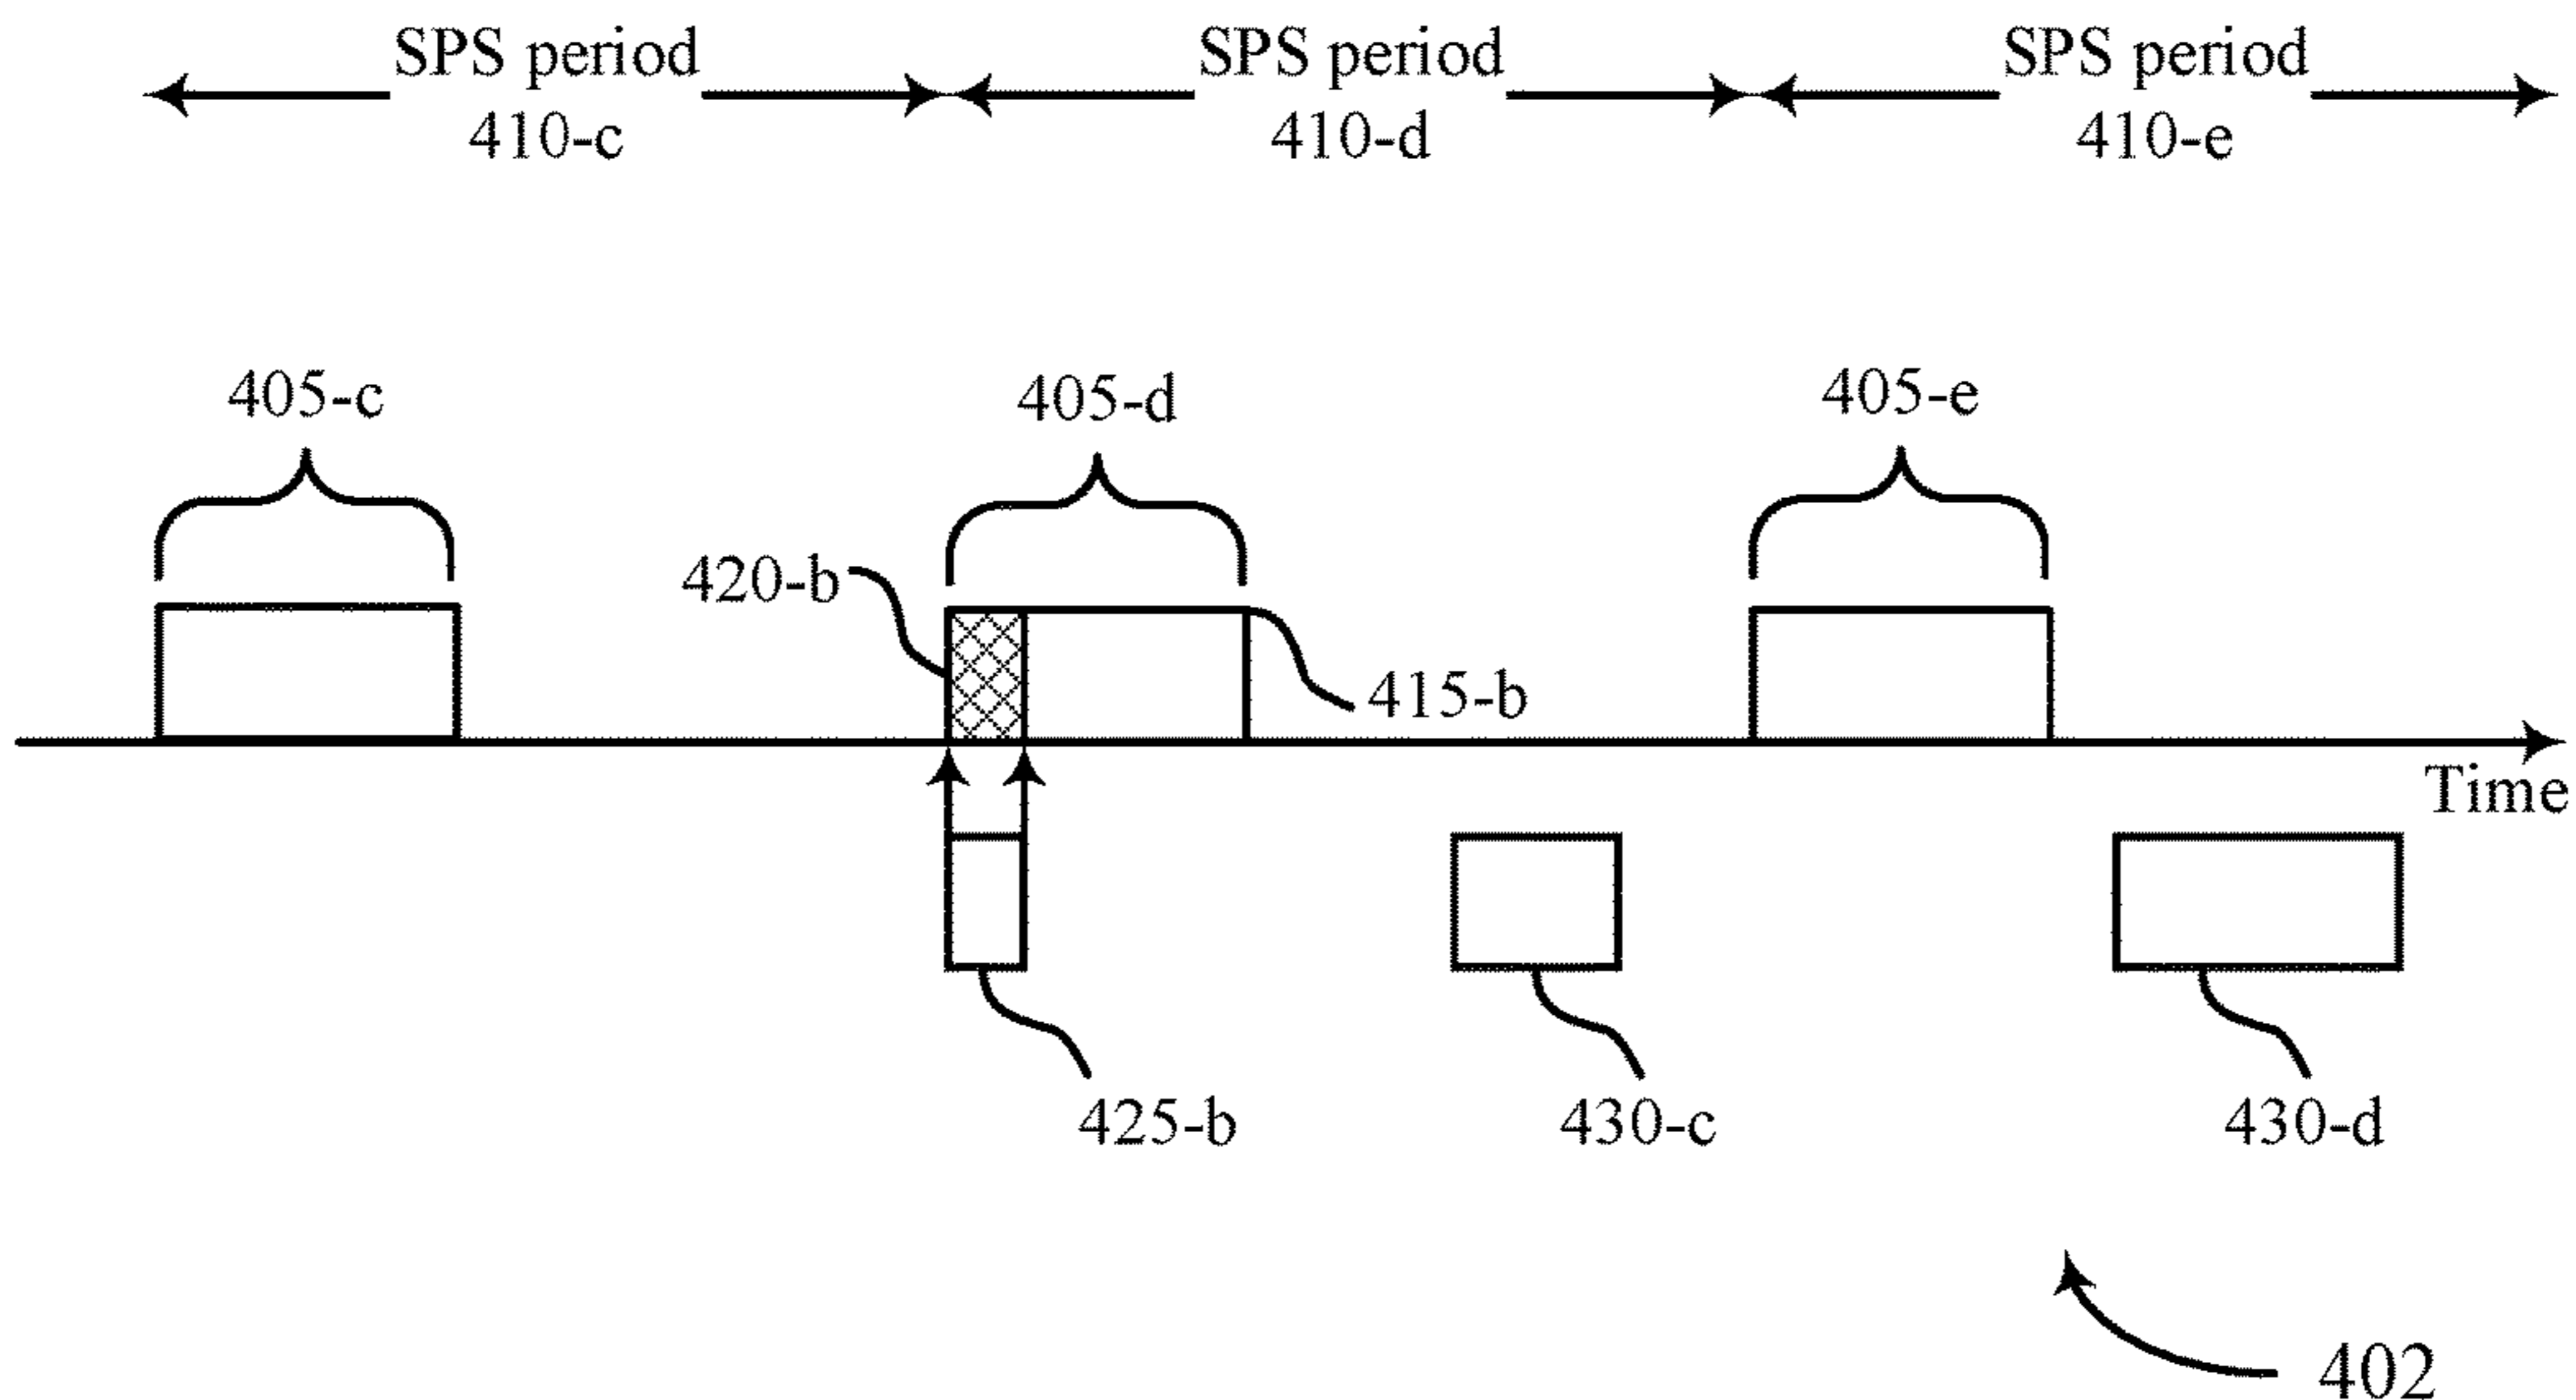 SPS period
410-c
SPS period
410-d
SPS period
410-e
405-c
405-d
405-e
420-b
415-b
Time
425-b
430-c
430-d
402